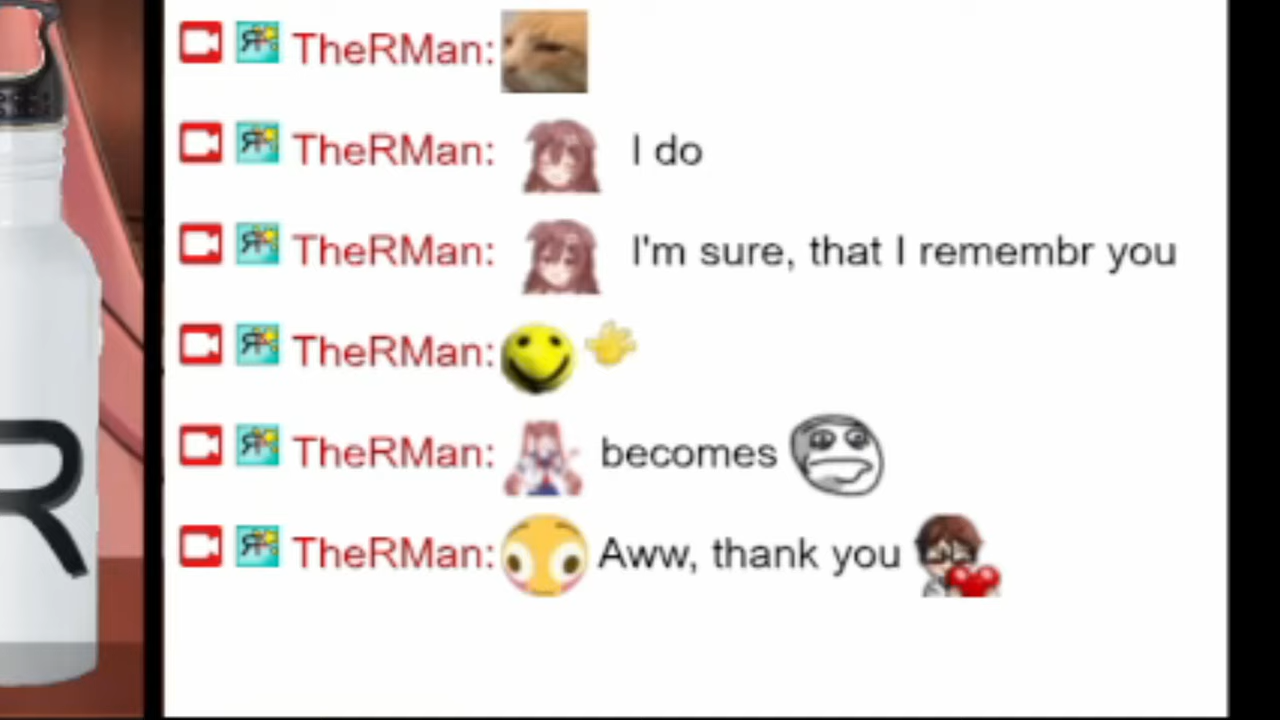 TheRMan:
TheRMan: I do
TheRMan: I'm sure, that I remembr you
TheRMan:
TheRMan: becomes
TheRMan: Aww, thank you
R